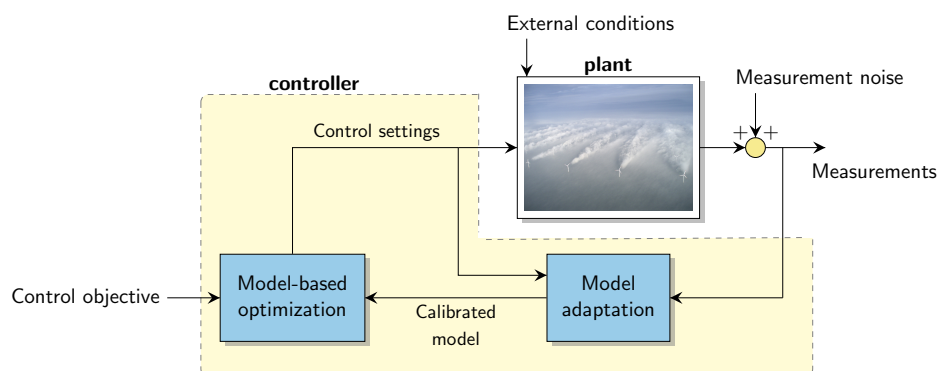 External conditions
plant
controller
Measurement noise
Control settings
+ +
Measurements
Control objective
Model-based
optimization
Calibrated
model
Model
adaptation